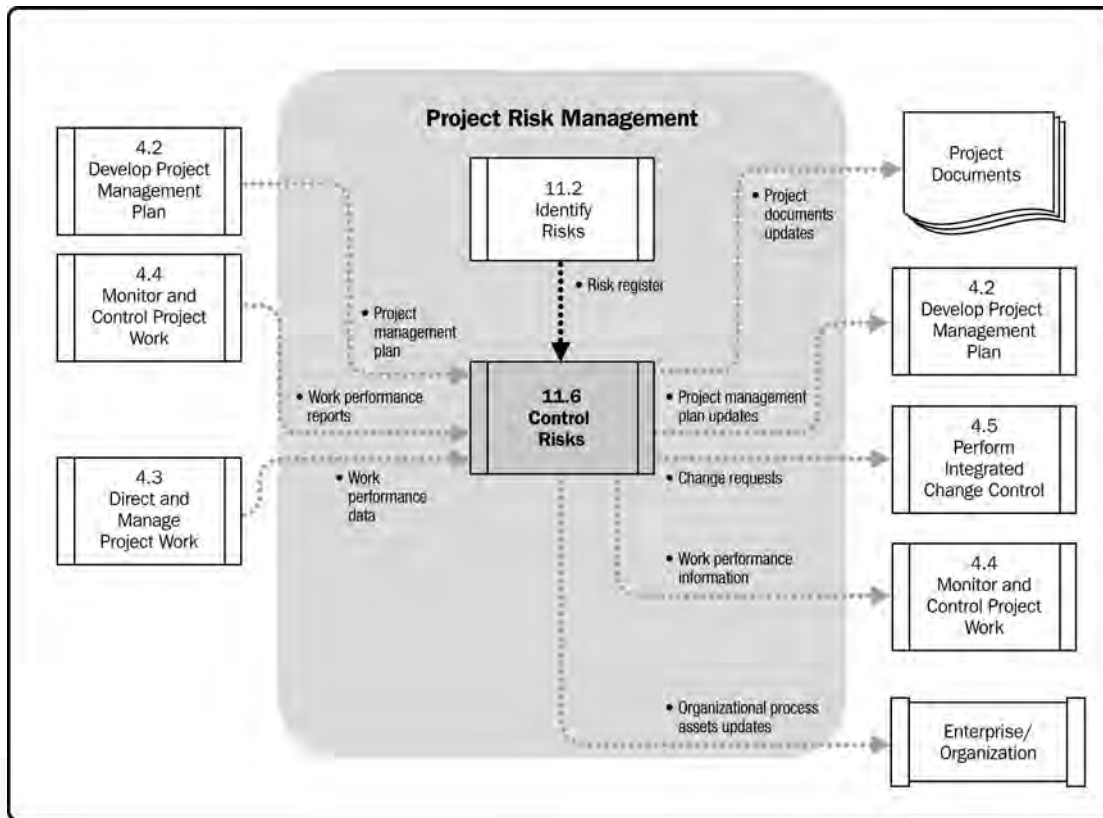 Project Risk Management
4.2
Develop Project
Management
Plan
4.4
Monitor and
Control Project
Work
4.3
Direct and
Manage
Project Work
• Project
management
plan
• Work performance
reports
• Work
performance
data
11.2
Identify
Risks
• Risk register
11.6
Control
Risks
• Project
documents
updates
• Project management
plan updates
• Change requests
• Work performance
information
• Organizational process
assets updates
Project
Documents
4.2
Develop Project
Management
Plan
4.5
Perform
Integrated
Change Control
4.4
Monitor and
Control Project
Work
Enterprise/
Organization